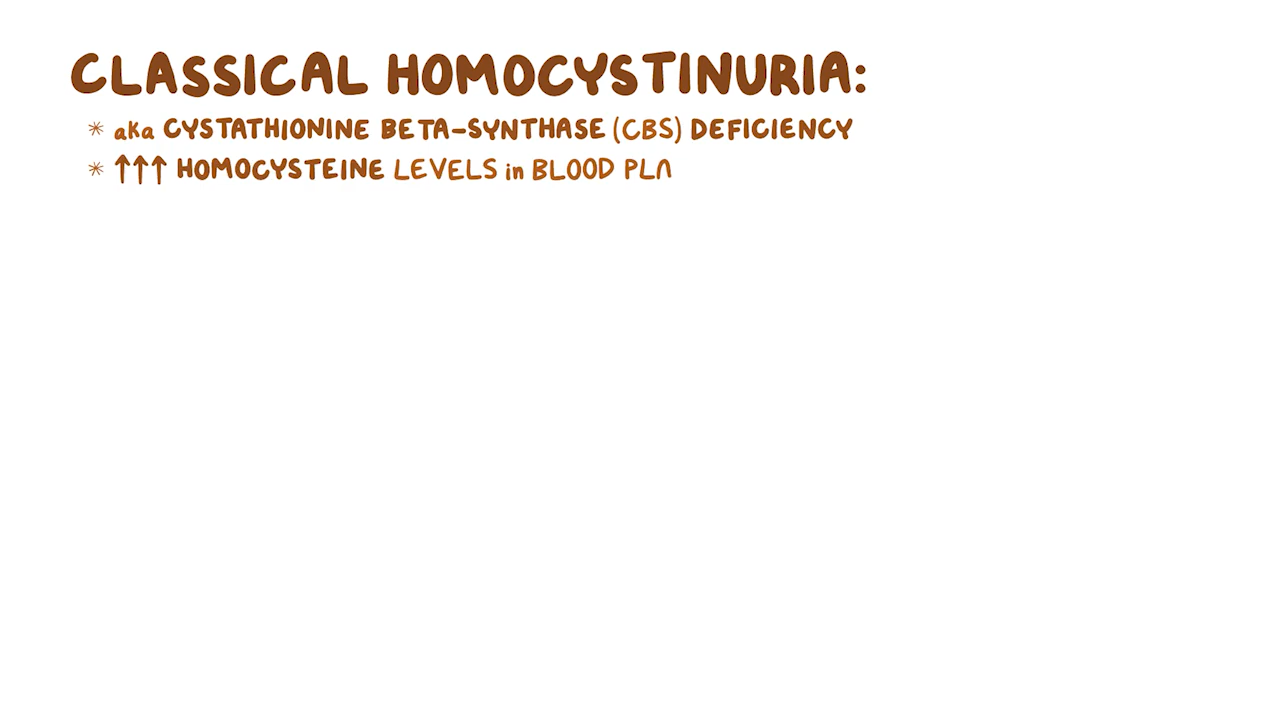 CLASSICAL HOMOCYSTINURIA:
* aka CYSTATHIONINE BETA-SYNTHASE (CBS) DEFICIENCY
* ↑↑↑ HOMOCYSTEINE LEVELS in BLOOD